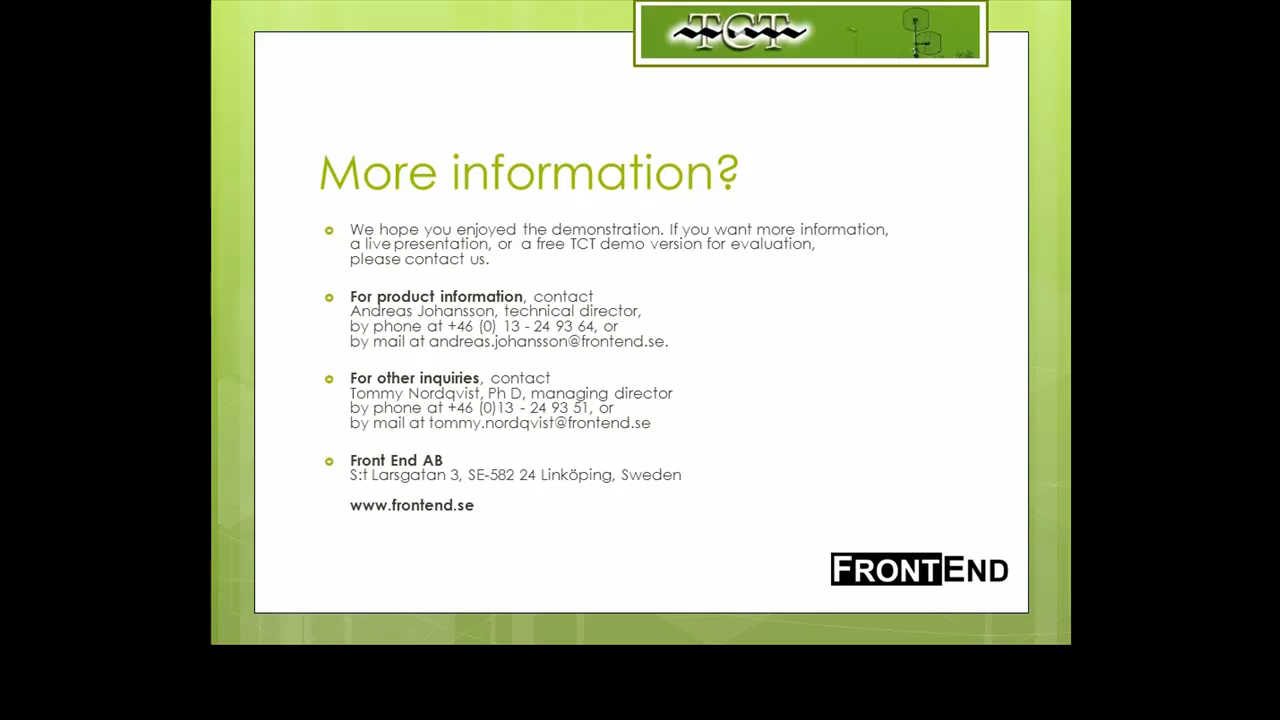 TCT
More information?
We hope you enjoyed the demonstration. If you want more information,
a live presentation, or a free TCT demo version for evaluation,
please contact us.
For product information, contact
Andreas Johansson, technical director,
by phone at +46 (0) 13 - 24 93 64, or
by mail at andreas.johansson@frontend.se.
For other inquiries, contact
Tommy Nordqvist, Ph D, managing director
by phone at +46 (0)13 - 24 93 51, or
by mail at tommy.nordqvist@frontend.se
Front End AB
S:t Larsgatan 3, SE-582 24 Linköping, Sweden
www.frontend.se
FRONTEND